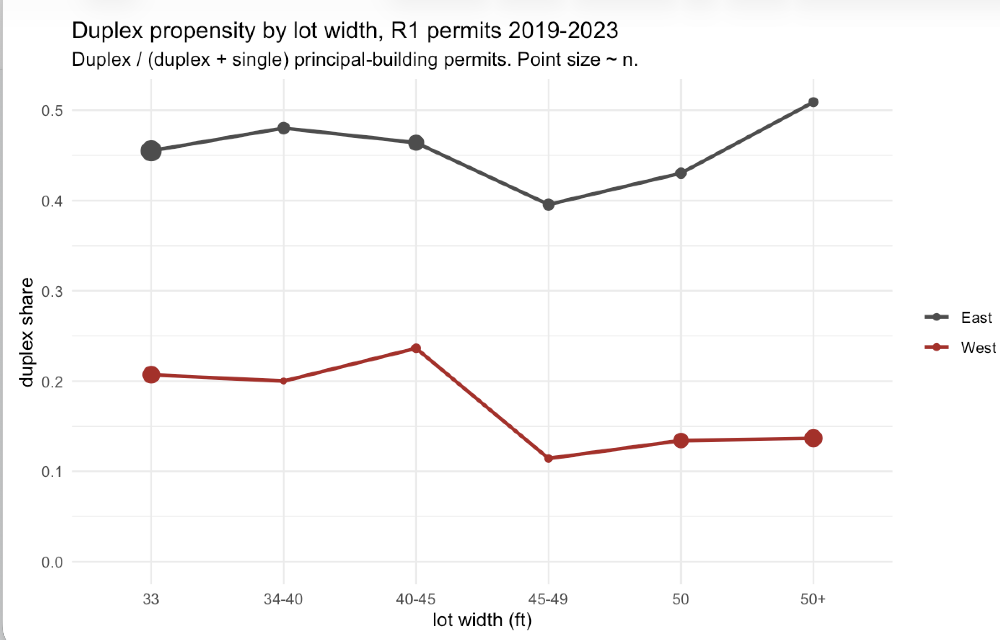 Duplex propensity by lot width, R1 permits 2019-2023
Duplex / (duplex + single) principal-building permits. Point size ~ n.
duplex share
0.5
0.4
0.3
0.2
0.1
0.0
33
34-40
40-45
45-49
50
50+
lot width (ft)
East
West